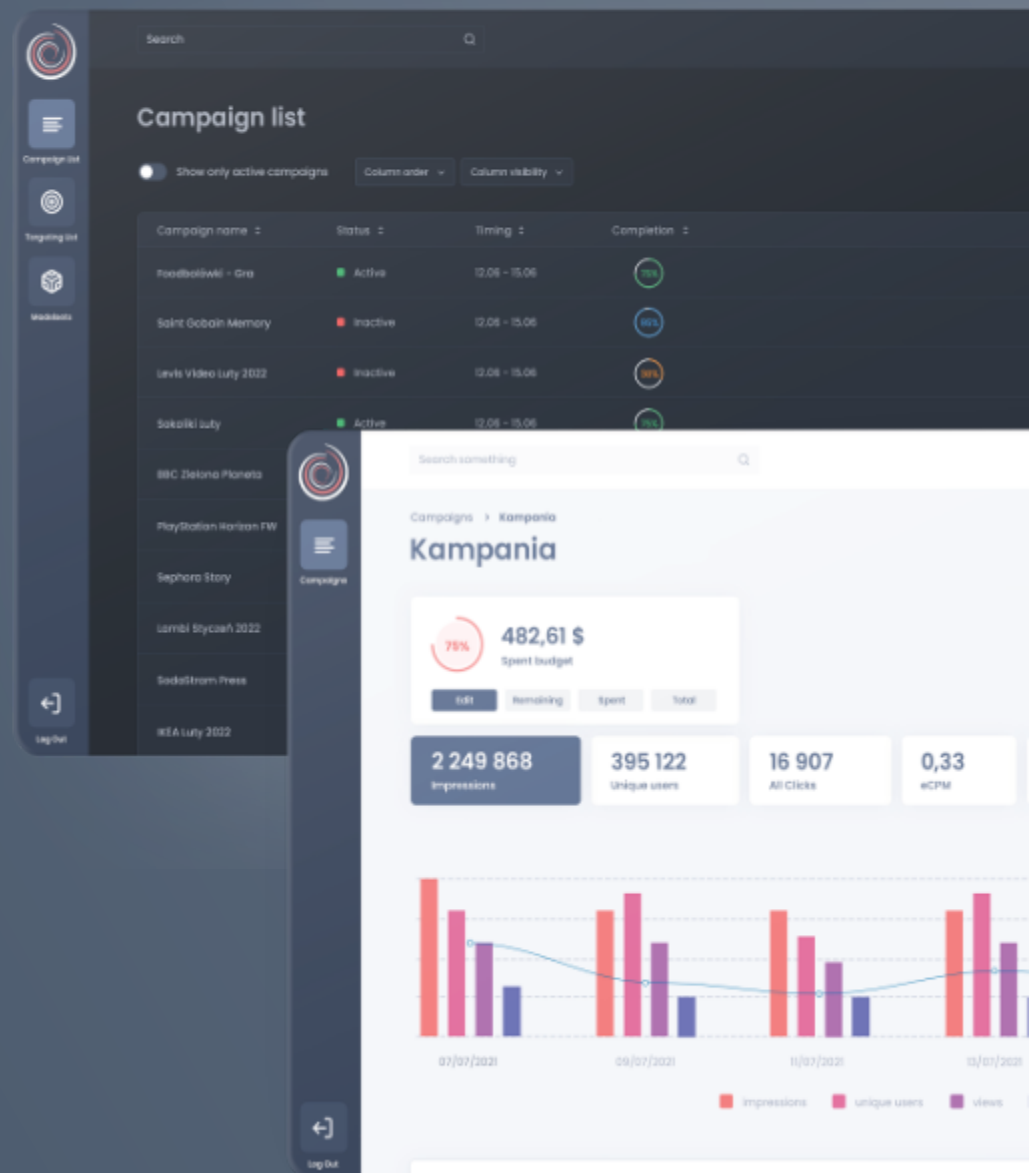 Search
Campaign list
Campaign List
Show only active campaigns
Column order
Column visibility
Targeting List
Campaign name
Status
Timing
Completion
Foodbolówki - Gra
Active
12.06 - 15.06
75%
Saint Gobain Memory
Inactive
12.06 - 15.06
Levis Video Luty 2022
Inactive
12.06 - 15.06
Sokoliki Luty
Active
12.06 - 15.06
75%
BBC Zielona Planeta
PlayStation Horizon FW
Sephora Story
Lambi Styczeń 2022
SodaStram Press
IKEA Luty 2022
Log Out
Search something
Campaigns > Kampania
Kampania
Campaigns
75%
482,61 $
Spent budget
Edit
Remaining
Spent
Total
2 249 868
Impressions
395 122
Unique users
16 907
All Clicks
0,33
eCPM
07/07/2021
09/07/2021
11/07/2021
13/07/2021
impressions
unique users
views
Log Out